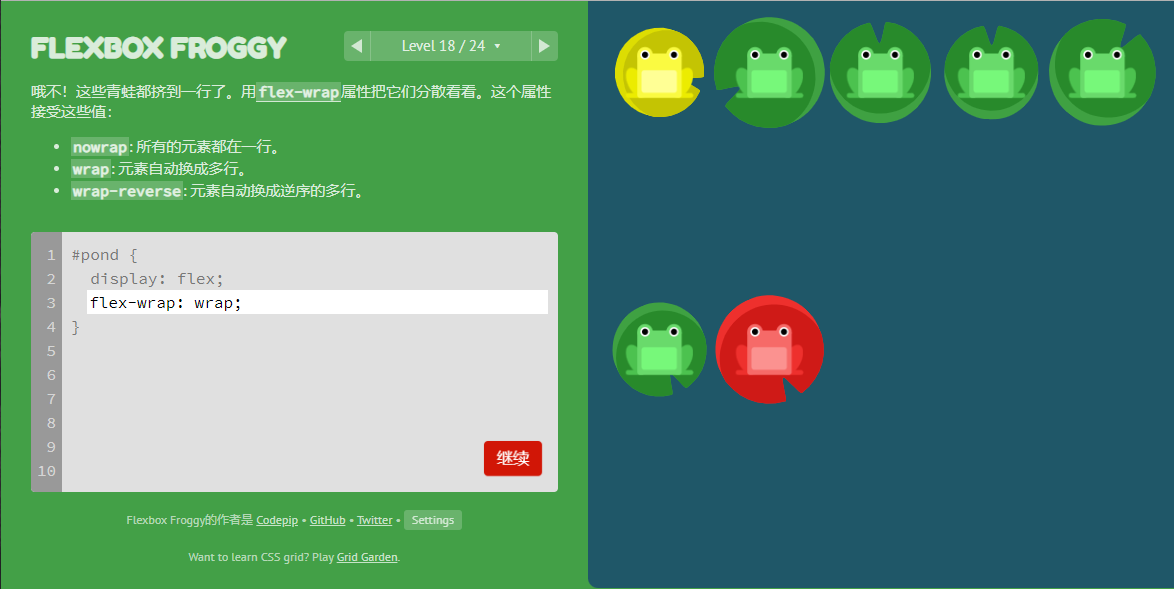 FLEXBOX FROGGY
Level 18 / 24
哦不！这些青蛙都挤到一行了。用flex-wrap属性把它们分散看看。这个属性
接受这些值：
nowrap: 所有的元素都在一行。
wrap: 元素自动换成多行。
wrap-reverse: 元素自动换成逆序的多行。
1 #pond {
2 display: flex;
3 flex-wrap: wrap;
4 }
5
6
7
8
9
10
继续
Flexbox Froggy的作者是 Codepip • GitHub • Twitter • Settings
Want to learn CSS grid? Play Grid Garden.